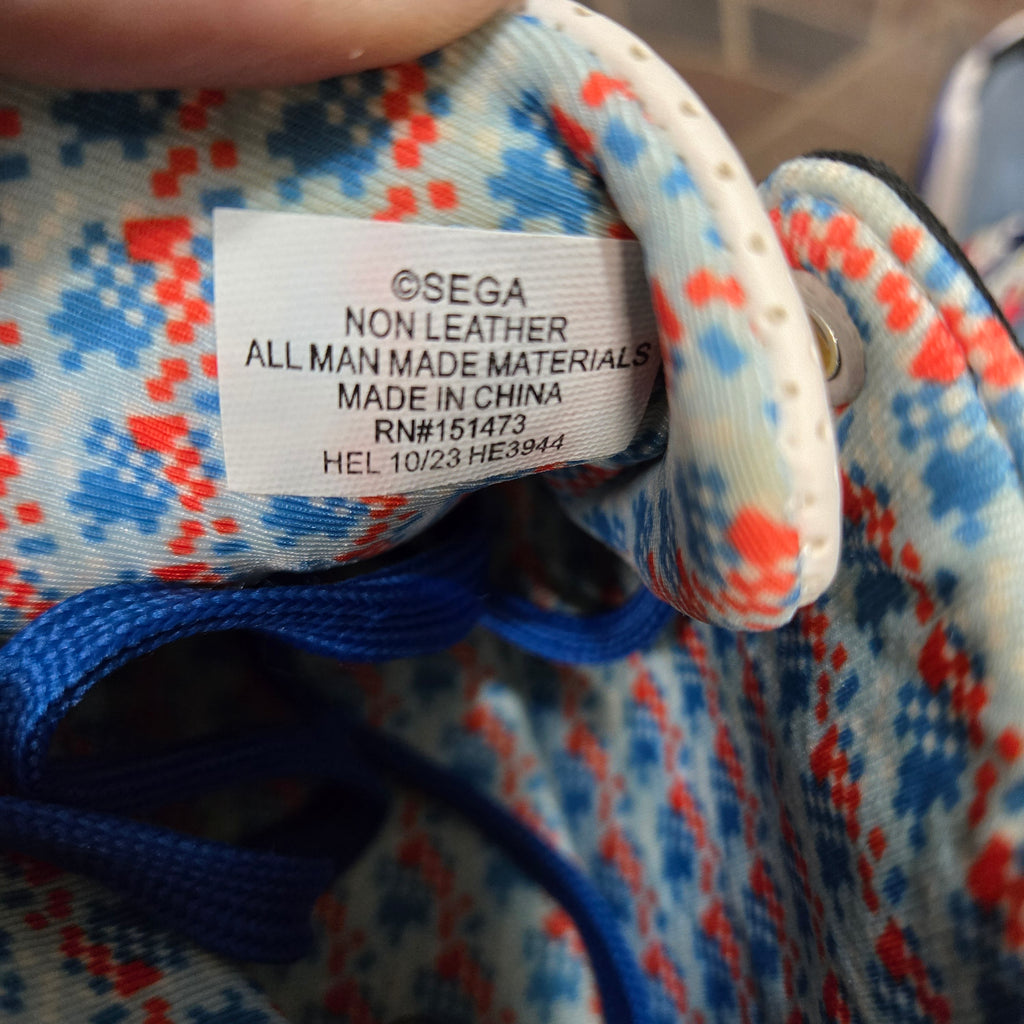 ©SEGA
NON LEATHER
ALL MAN MADE MATERIALS
MADE IN CHINA
RN#151473
HEL 10/23 HE3944